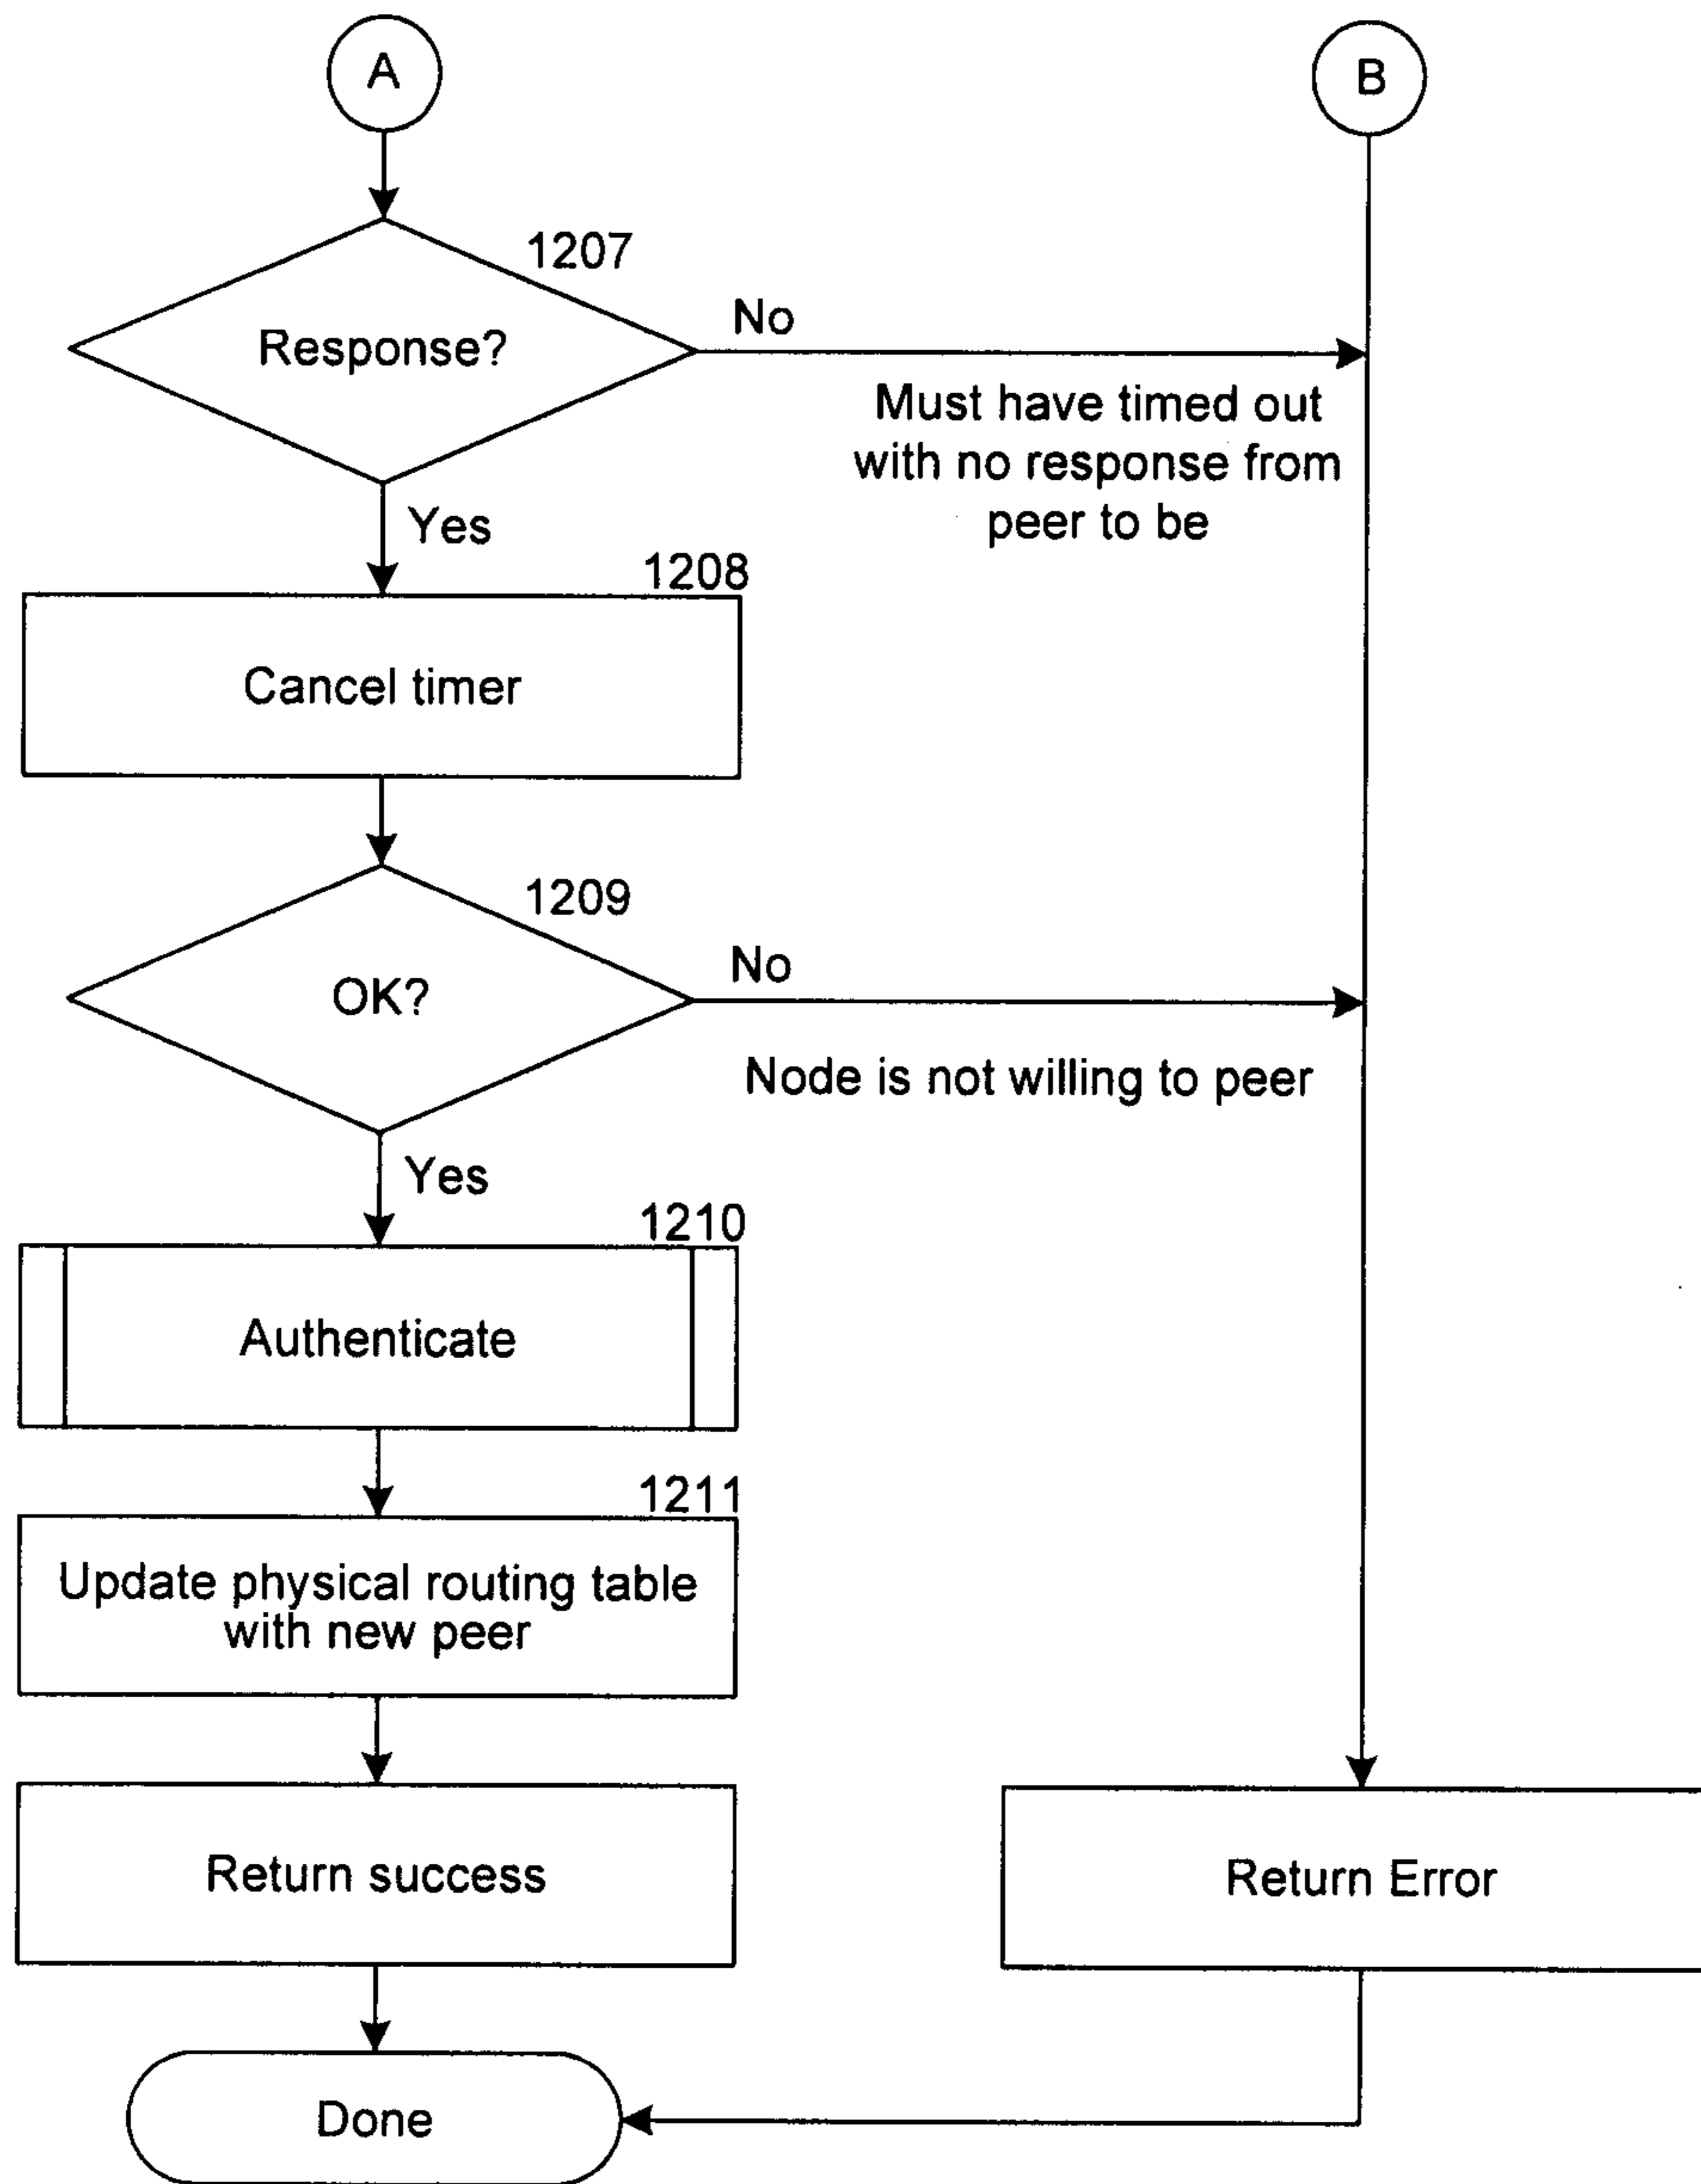 A
B
1207
Response?
No
Must have timed out
with no response from
peer to be
Yes
1208
Cancel timer
1209
OK?
No
Node is not willing to peer
Yes
1210
Authenticate
1211
Update physical routing table
with new peer
Return success
Return Error
Done